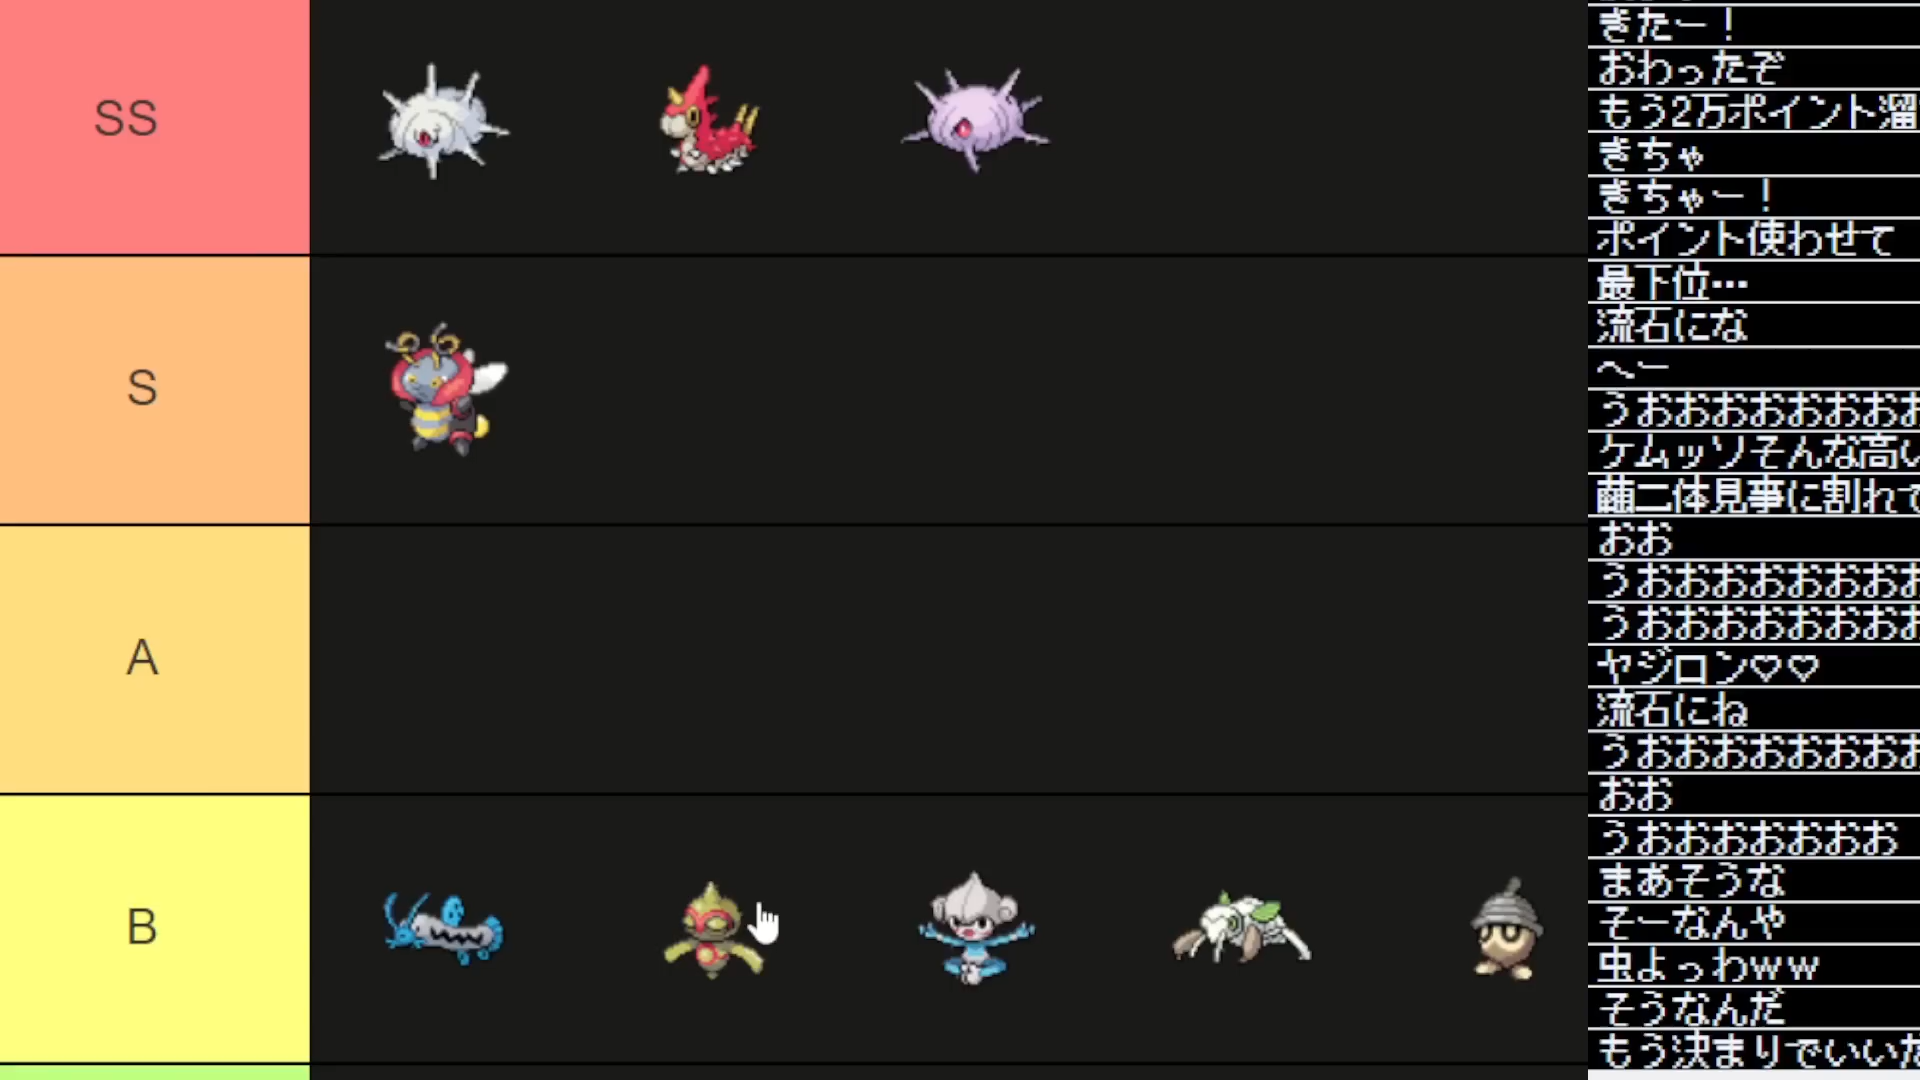 SS
S
A
B
きたー！
おわったぞ
もう2万ポイント溜
きちゃ
きちゃー！
ポイント使わせて
最下位…
流石にな
へー
うおおおおおおおお
ケムッソそんな高い
繭二体見事に割れて
おお
うおおおおおおおお
うおおおおおおおお
ヤジロン♡♡
流石にね
うおおおおおおおお
おお
うおおおおおおお
まあそうな
そーなんや
虫よっわww
そうなんだ
もう決まりでいいだ